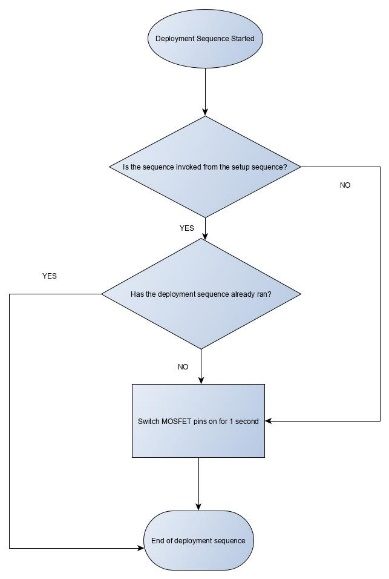 Deployment Sequence Started
Is the sequence invoked from the setup sequence?
NO
YES
YES
Has the deployment sequence already ran?
NO
Switch MOSFET pins on for 1 second
End of deployment sequence